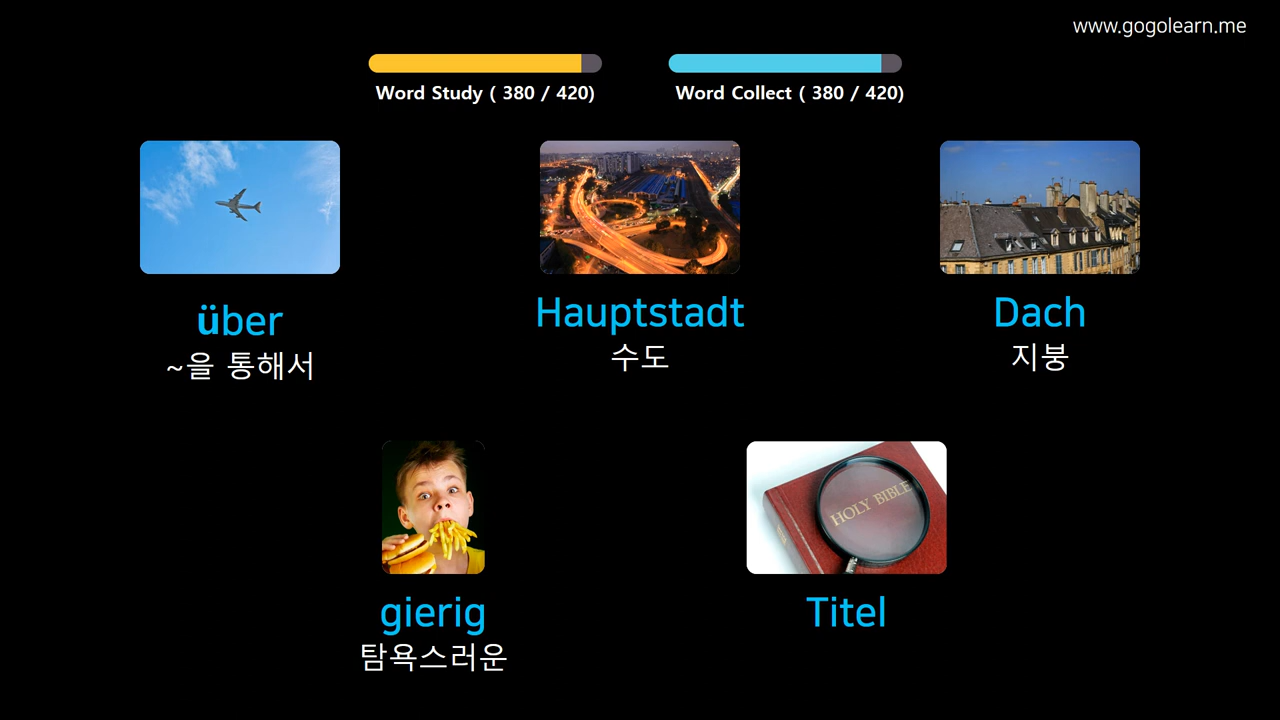 www.gogolearn.me
Word Study ( 380 / 420)
Word Collect ( 380 / 420)
über
~을 통해서
Hauptstadt
수도
Dach
지붕
HOLY BIBLE
gierig
탐욕스러운
Titel